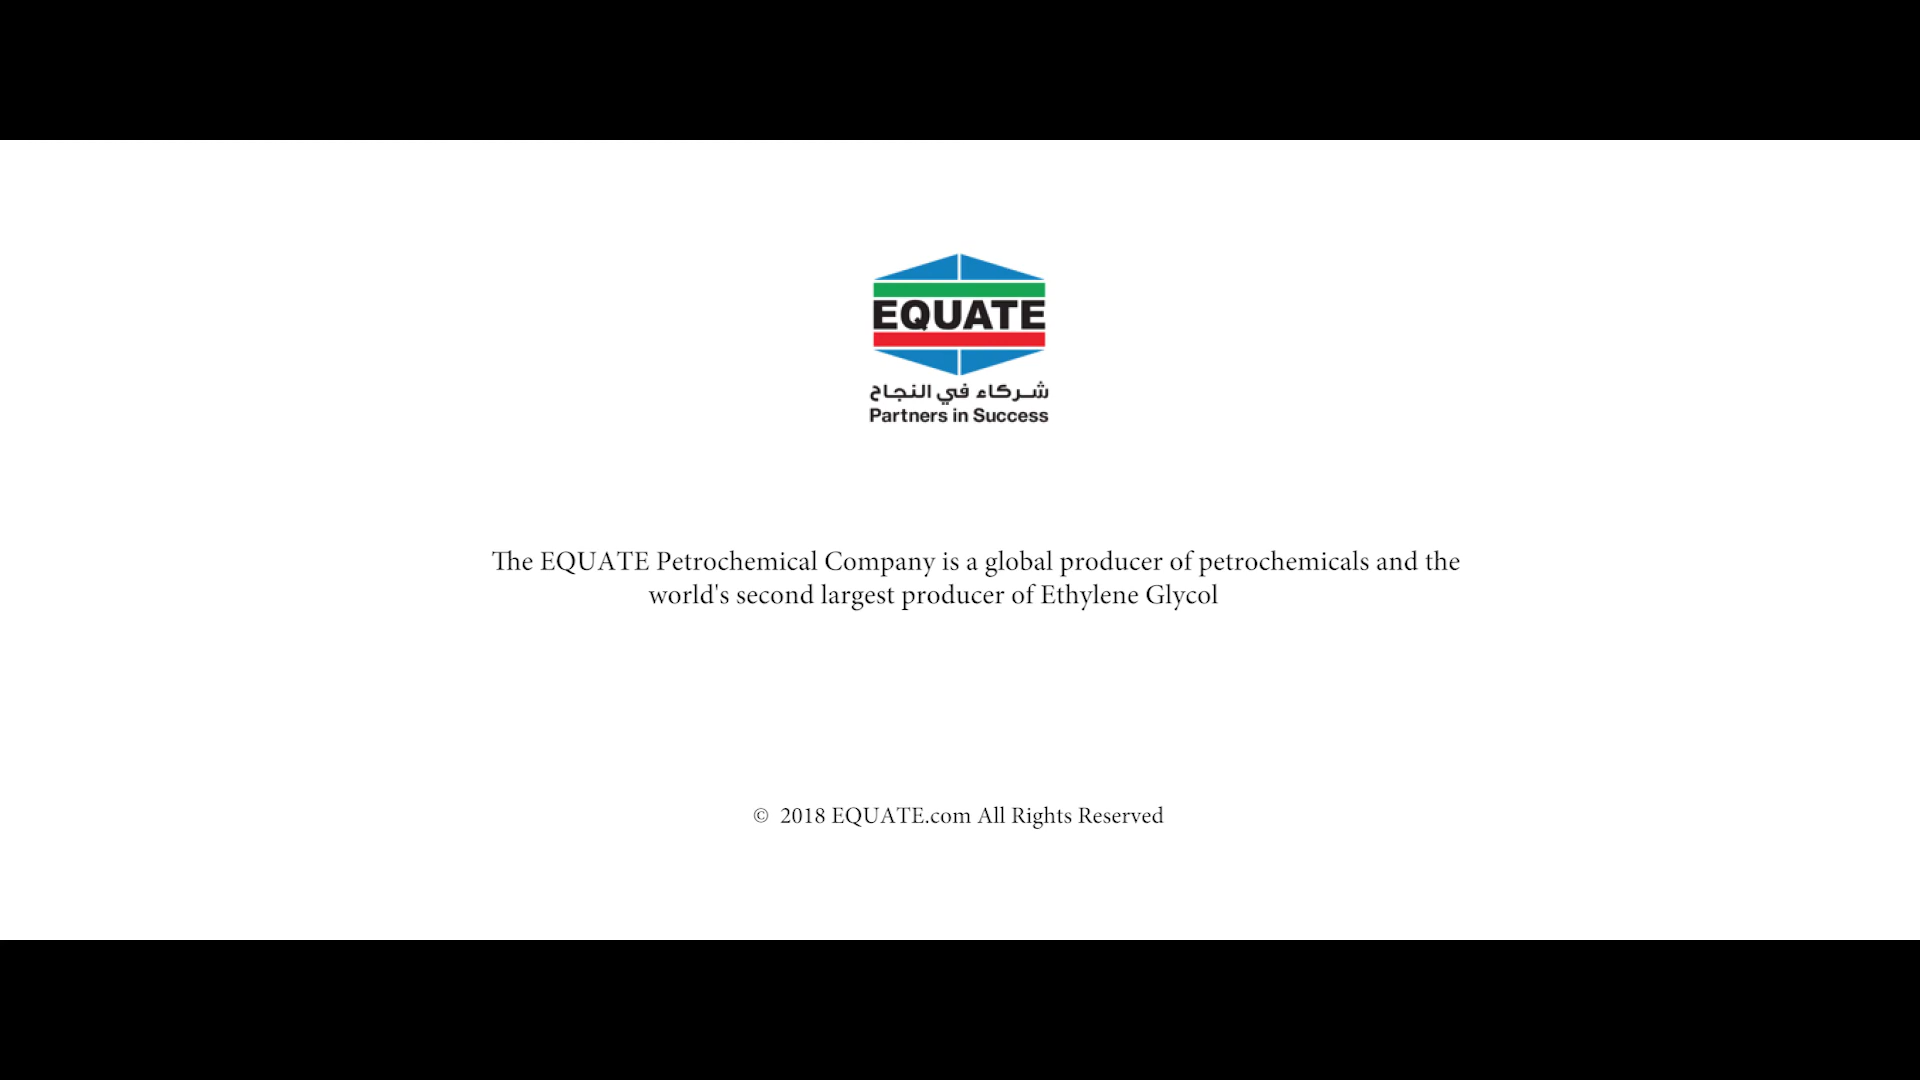 EQUATE
شركاء في النجاح
Partners in Success
The EQUATE Petrochemical Company is a global producer of petrochemicals and the
world's second largest producer of Ethylene Glycol
© 2018 EQUATE.com All Rights Reserved